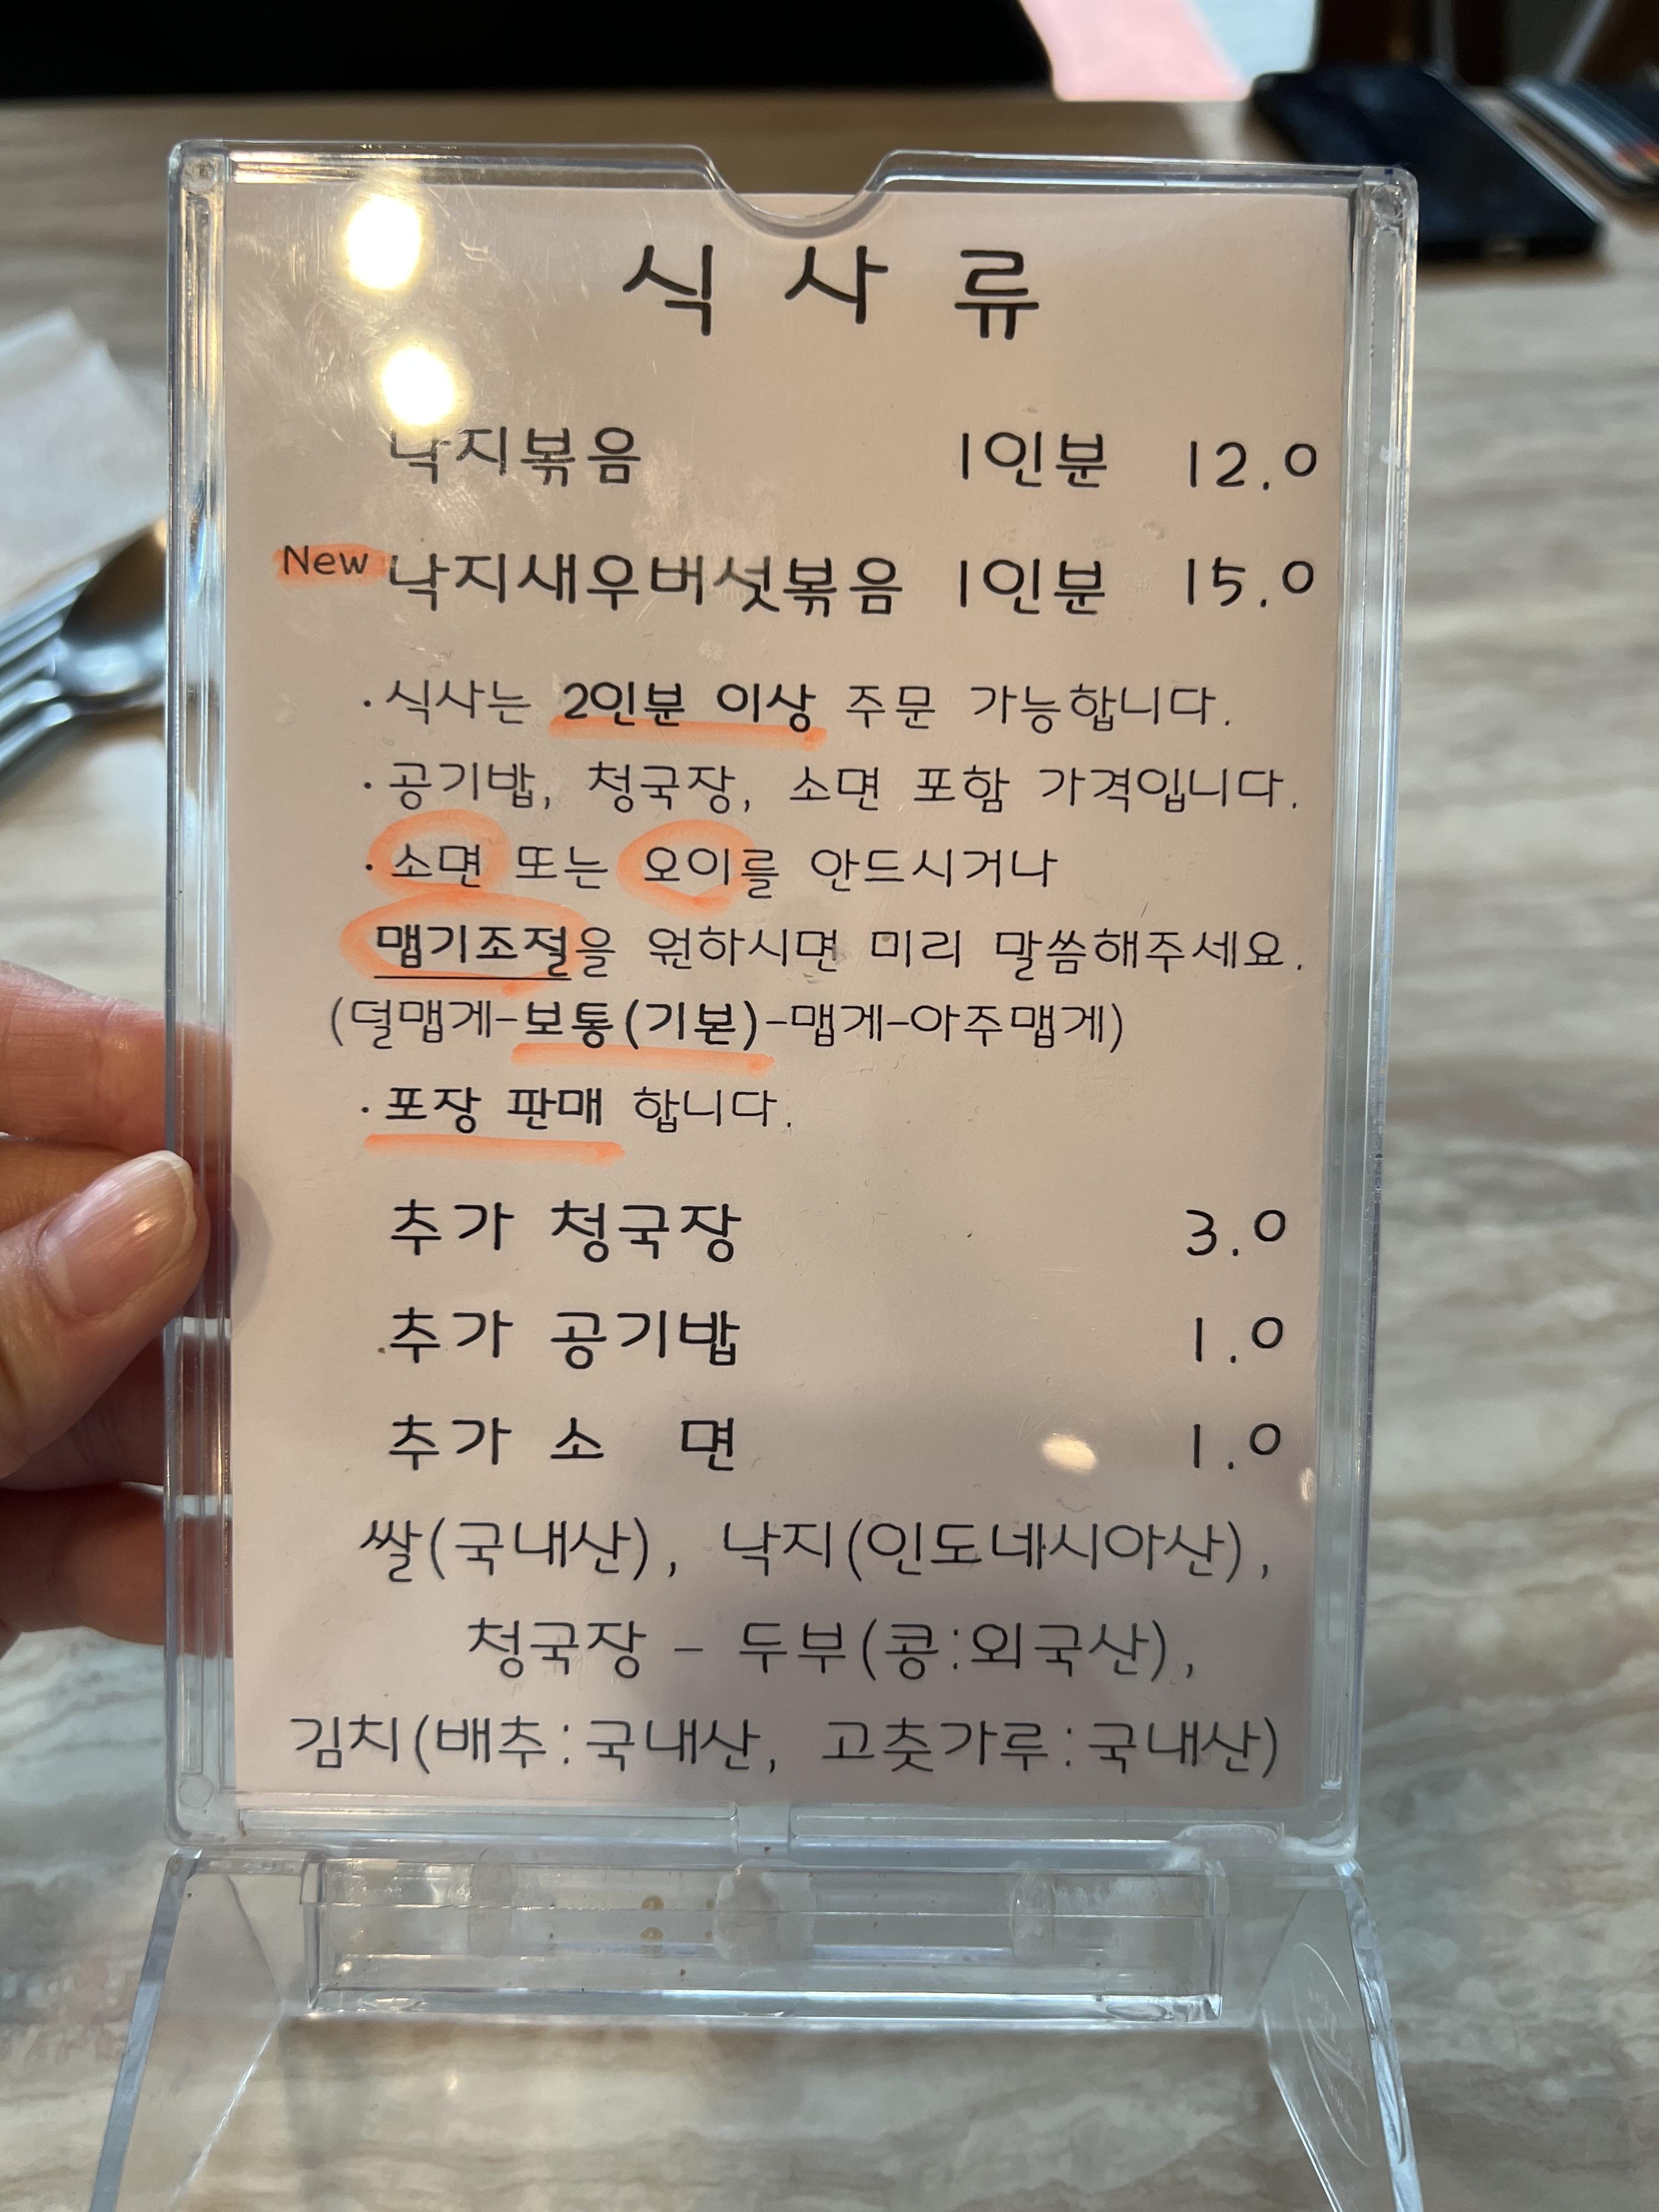 식 사 류
낙지볶음 1인분 12.0
New 낙지새우버섯볶음 1인분 15.0
· 식사는 2인분 이상 주문 가능합니다.
· 공기밥, 청국장, 소면 포함 가격입니다.
· 소면 또는 오이를 안드시거나
맵기조절을 원하시면 미리 말씀해주세요.
(덜맵게-보통(기본)-맵게-아주맵게)
· 포장 판매 합니다.
추가 청국장 3.0
추가 공기밥 1.0
추가 소 면 1.0
쌀(국내산), 낙지(인도네시아산),
청국장 - 두부(콩:외국산),
김치(배추:국내산, 고춧가루:국내산)